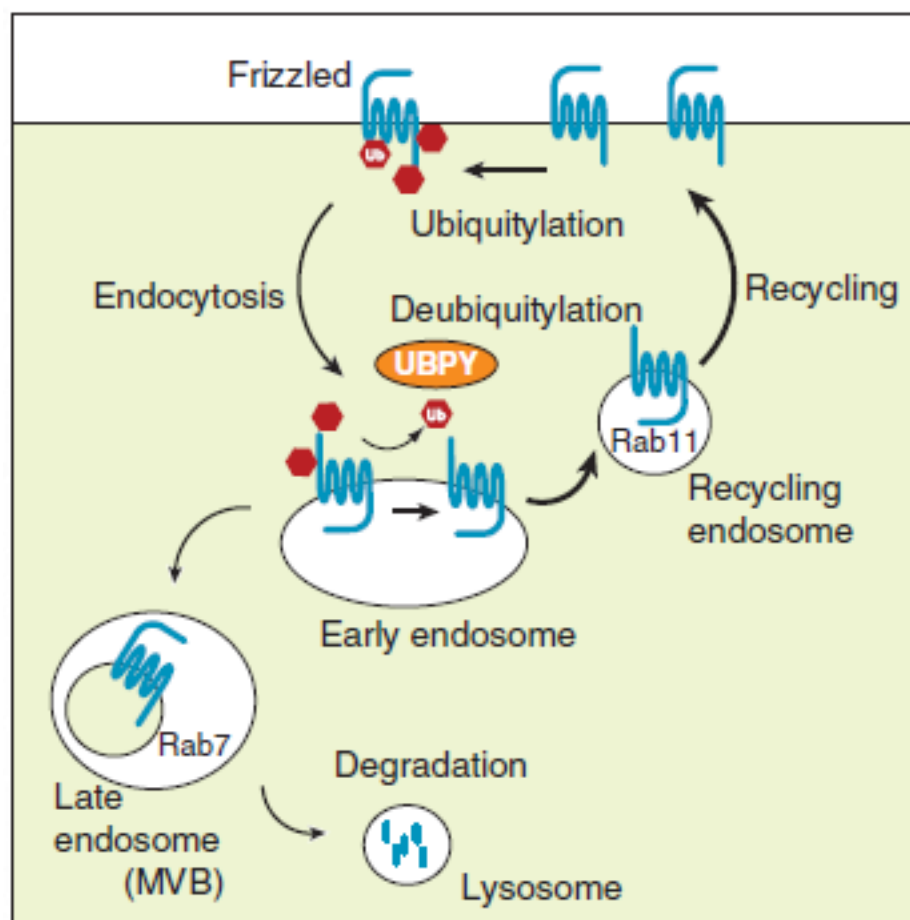 Frizzled
Ub
Ubiquitylation
Endocytosis
Recycling
Deubiquitylation
UBPY
Ub
Rab11
Recycling
endosome
Early endosome
Rab7
Late
endosome
(MVB)
Degradation
Lysosome